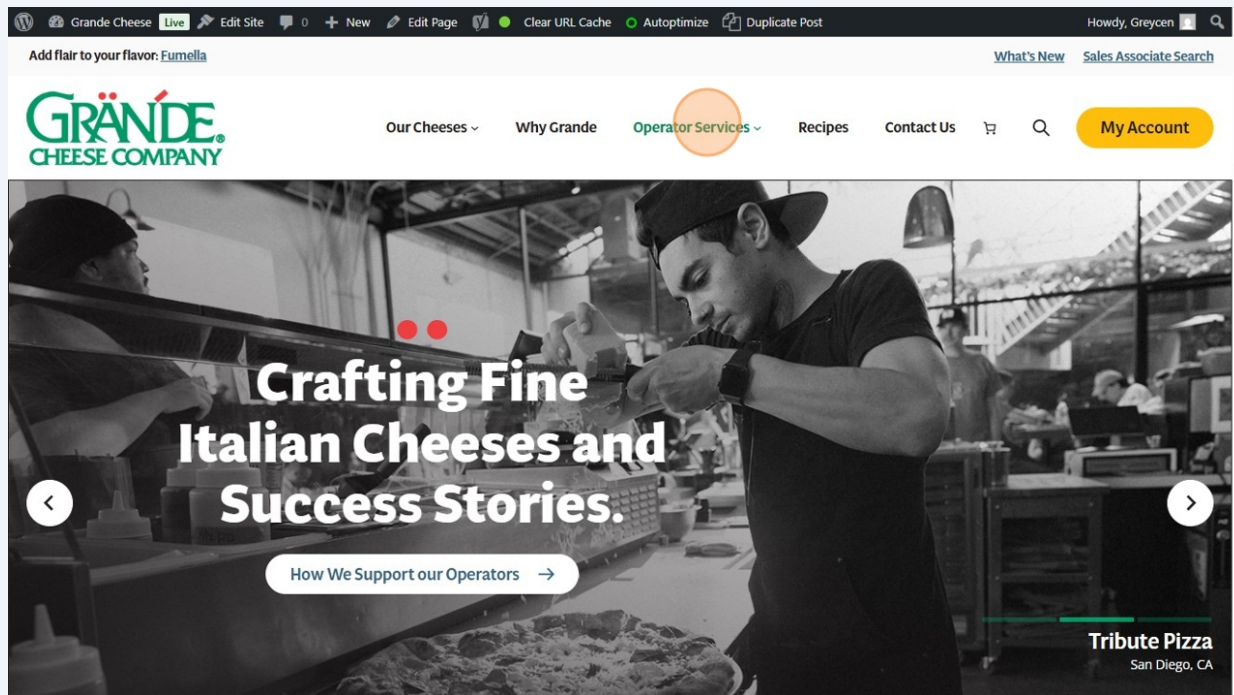 Grande Cheese Live Edit Site 0 New Edit Page Clear URL Cache Autoptimize Duplicate Post Howdy, Greycen
Add flair to your flavor: Fumella What's New Sales Associate Search
GRÄNDE®
CHEESE COMPANY
Our Cheeses Why Grande Operator Services Recipes Contact Us My Account
Crafting Fine
Italian Cheeses and
Success Stories.
How We Support our Operators →
Tribute Pizza
San Diego, CA